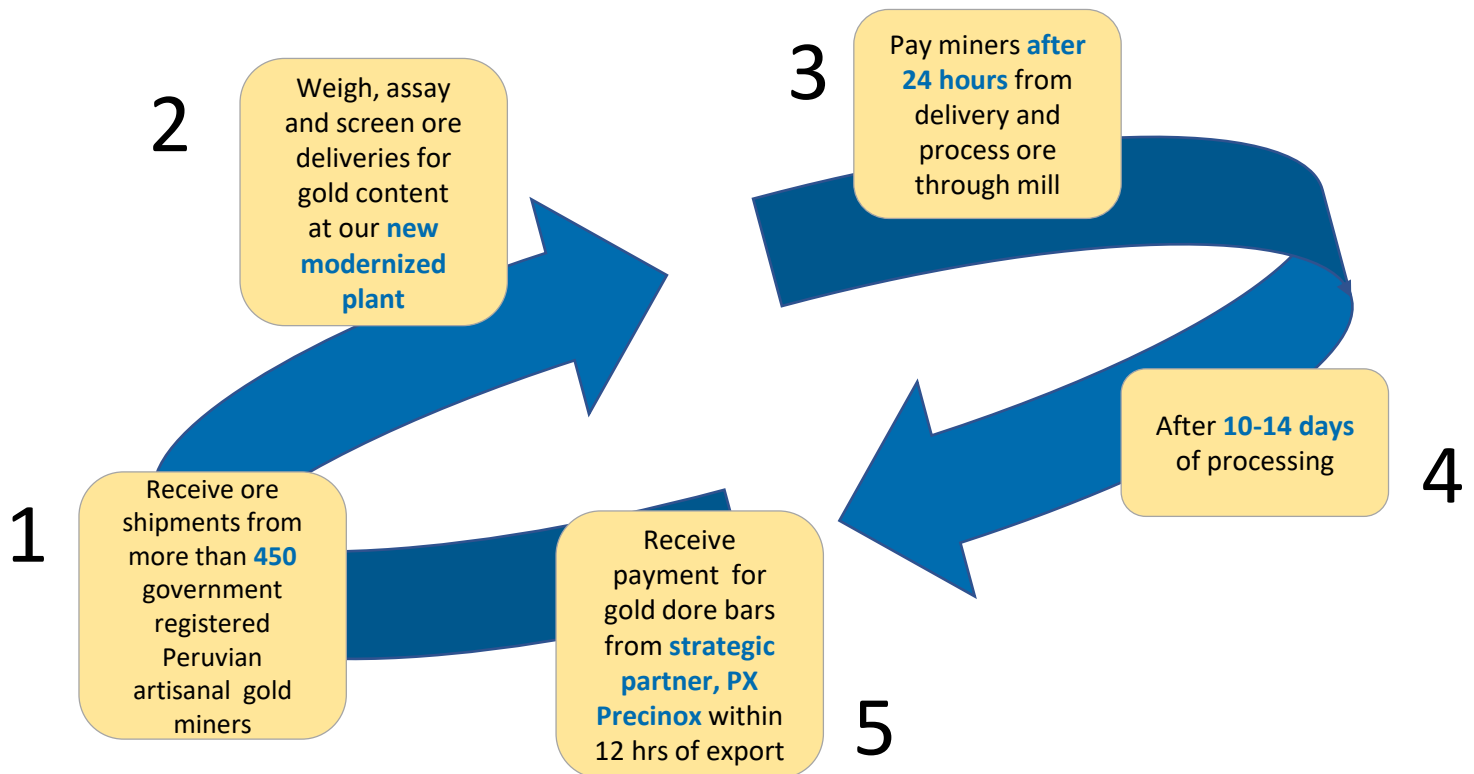 1
Receive ore
shipments from
more than 450
government
registered
Peruvian
artisanal gold
miners
2
Weigh, assay
and screen ore
deliveries for
gold content
at our new
modernized
plant
3
Pay miners after
24 hours from
delivery and
process ore
through mill
After 10-14 days
of processing
4
Receive
payment for
gold dore bars
from strategic
partner, PX
Precinox within
12 hrs of export
5